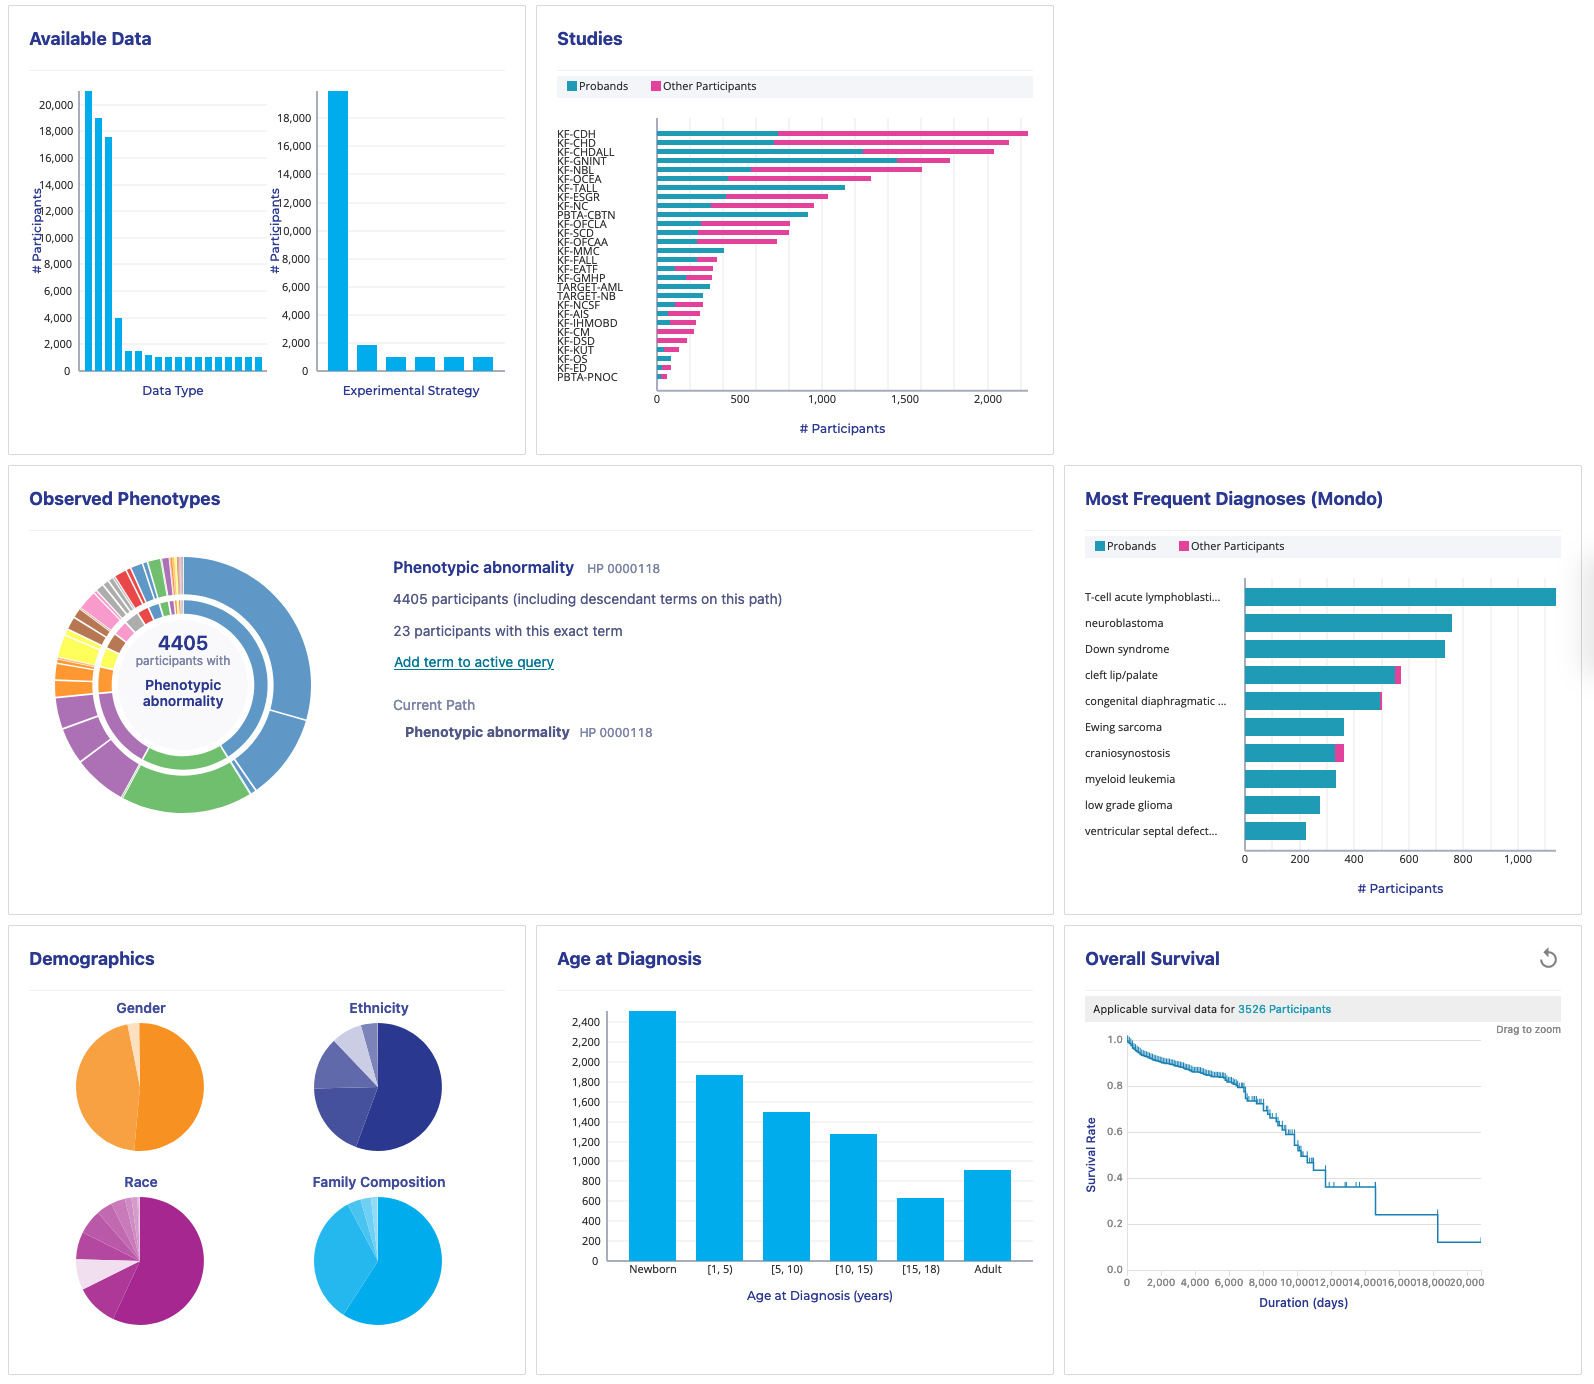 Available Data
20,000
18,000
16,000
14,000
12,000
10,000
8,000
6,000
4,000
2,000
0
# Participants
Data Type
18,000
16,000
14,000
12,000
10,000
8,000
6,000
4,000
2,000
0
# Participants
Experimental Strategy
Studies
Probands Other Participants
KF-CDH
KF-CHD
KF-CHDALL
KF-GNINT
KF-NBL
KF-OCEA
KF-TALL
KF-ESGR
KF-NC
PBTA-CBTN
KF-OFCLA
KF-SCD
KF-OFCAA
KF-MMC
KF-FALL
KF-EATF
KF-GMHP
TARGET-AML
TARGET-NB
KF-NCSF
KF-AIS
KF-IHMOBD
KF-CM
KF-DSD
KF-KUT
KF-OS
KF-ED
PBTA-PNOC
0 500 1,000 1,500 2,000
# Participants
Observed Phenotypes
4405
participants with
Phenotypic
abnormality
Phenotypic abnormality HP 0000118
4405 participants (including descendant terms on this path)
23 participants with this exact term
Add term to active query
Current Path
Phenotypic abnormality HP 0000118
Most Frequent Diagnoses (Mondo)
Probands Other Participants
T-cell acute lymphoblasti...
neuroblastoma
Down syndrome
cleft lip/palate
congenital diaphragmatic ...
Ewing sarcoma
craniosynostosis
myeloid leukemia
low grade glioma
ventricular septal defect...
0 200 400 600 800 1,000
# Participants
Demographics
Gender
Ethnicity
Race
Family Composition
Age at Diagnosis
2,400
2,200
2,000
1,800
1,600
1,400
1,200
1,000
800
600
400
200
0
Newborn [1, 5) [5, 10) [10, 15) [15, 18) Adult
Age at Diagnosis (years)
Overall Survival
Applicable survival data for 3526 Participants
Drag to zoom
1.0
0.8
0.6
0.4
0.2
0.0
Survival Rate
0 2,000 4,000 6,000 8,000 10,000 12,000 14,000 16,000 18,000 20,000
Duration (days)